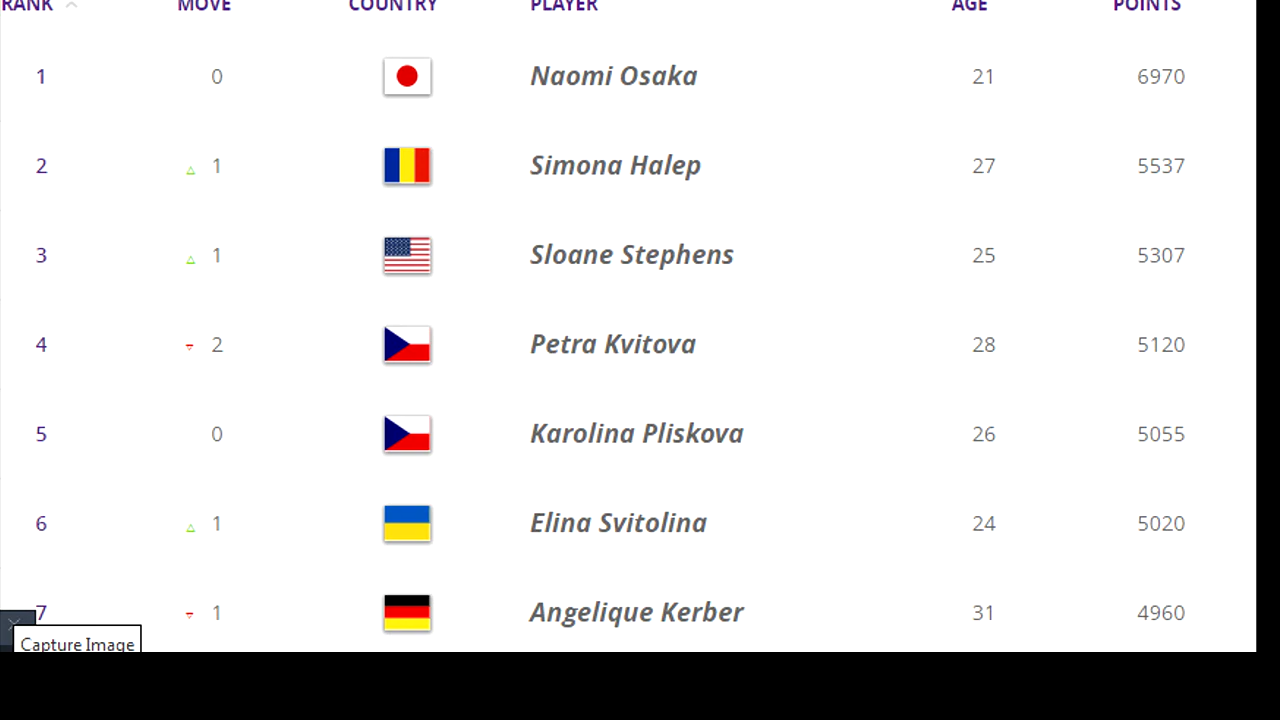 RANK MOVE COUNTRY PLAYER AGE POINTS
1 0 Naomi Osaka 21 6970
2 1 Simona Halep 27 5537
3 1 Sloane Stephens 25 5307
4 2 Petra Kvitova 28 5120
5 0 Karolina Pliskova 26 5055
6 1 Elina Svitolina 24 5020
7 1 Angelique Kerber 31 4960
Capture Image